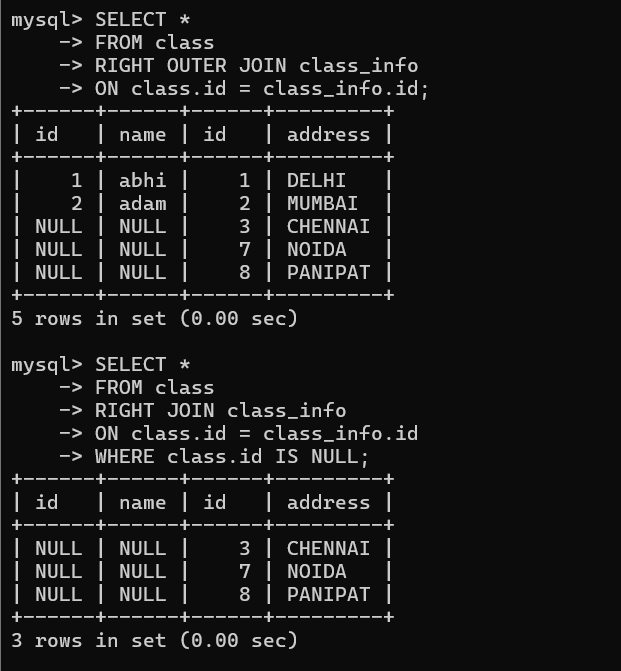 mysql> SELECT *
    -> FROM class
    -> RIGHT OUTER JOIN class_info
    -> ON class.id = class_info.id;
+------+------+------+---------+
| id   | name | id   | address |
+------+------+------+---------+
|    1 | abhi |    1 | DELHI   |
|    2 | adam |    2 | MUMBAI  |
| NULL | NULL |    3 | CHENNAI |
| NULL | NULL |    7 | NOIDA   |
| NULL | NULL |    8 | PANIPAT |
+------+------+------+---------+
5 rows in set (0.00 sec)

mysql> SELECT *
    -> FROM class
    -> RIGHT JOIN class_info
    -> ON class.id = class_info.id
    -> WHERE class.id IS NULL;
+------+------+------+---------+
| id   | name | id   | address |
+------+------+------+---------+
| NULL | NULL |    3 | CHENNAI |
| NULL | NULL |    7 | NOIDA   |
| NULL | NULL |    8 | PANIPAT |
+------+------+------+---------+
3 rows in set (0.00 sec)